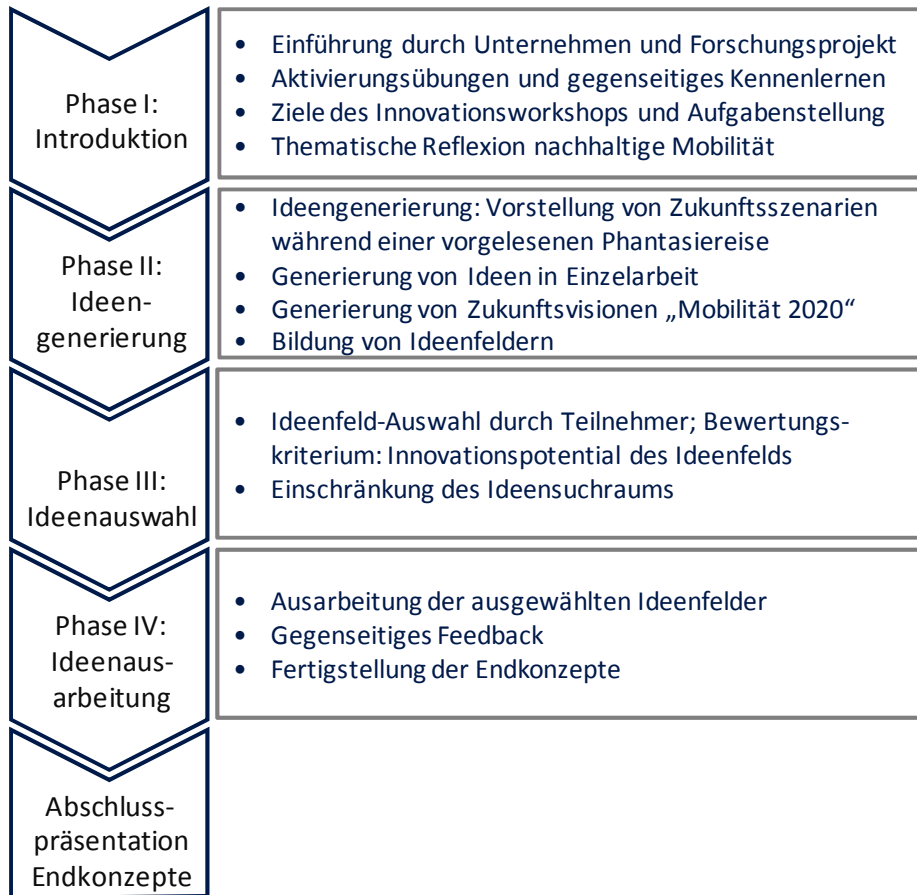 Phase I:
Introduktion
• Einführung durch Unternehmen und Forschungsprojekt
• Aktivierungsübungen und gegenseitiges Kennenlernen
• Ziele des Innovationsworkshops und Aufgabenstellung
• Thematische Reflexion nachhaltige Mobilität
Phase II:
Ideen-
generierung
• Ideengenerierung: Vorstellung von Zukunftsszenarien
während einer vorgelesenen Phantasiereise
• Generierung von Ideen in Einzelarbeit
• Generierung von Zukunftsvisionen „Mobilität 2020“
• Bildung von Ideenfeldern
Phase III:
Ideenauswahl
• Ideenfeld-Auswahl durch Teilnehmer; Bewertungs-
kriterium: Innovationspotential des Ideenfelds
• Einschränkung des Ideensuchraums
Phase IV:
Ideenaus-
arbeitung
• Ausarbeitung der ausgewählten Ideenfelder
• Gegenseitiges Feedback
• Fertigstellung der Endkonzepte
Abschluss-
präsentation
Endkonzepte